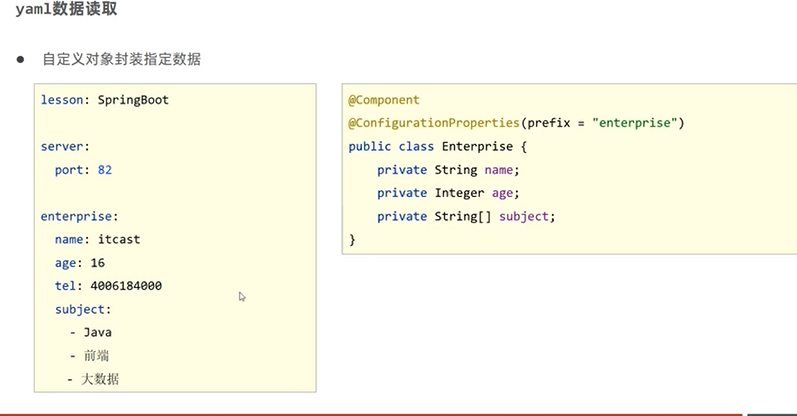 yaml数据读取
● 自定义对象封装指定数据
lesson: SpringBoot
server:
port: 82
enterprise:
name: itcast
age: 16
tel: 4006184000
subject:
- Java
- 前端
- 大数据
@Component
@ConfigurationProperties(prefix = "enterprise")
public class Enterprise {
private String name;
private Integer age;
private String[] subject;
}